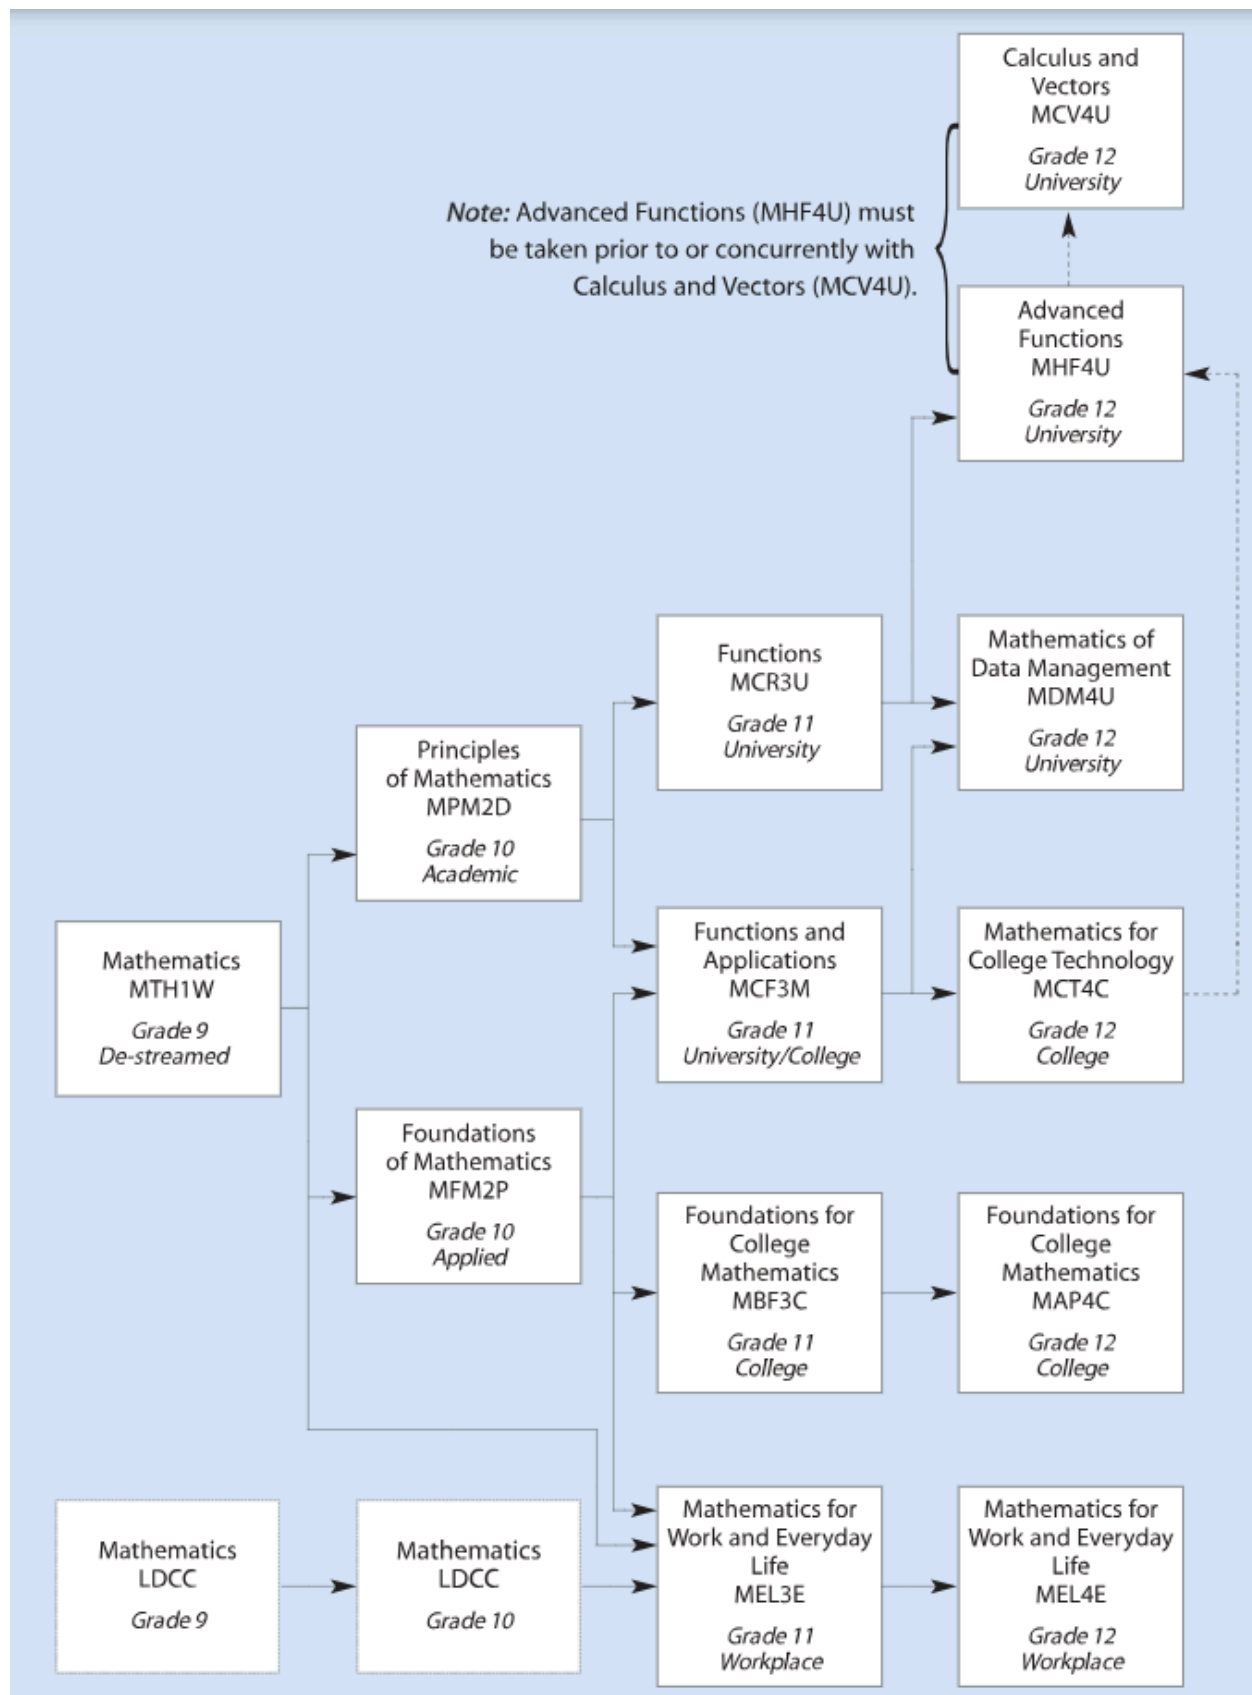 Calculus and
Vectors
MCV4U
Grade 12
University
Note: Advanced Functions (MHF4U) must
be taken prior to or concurrently with
Calculus and Vectors (MCV4U).
Advanced
Functions
MHF4U
Grade 12
University
Functions
MCR3U
Grade 11
University
Mathematics of
Data Management
MDM4U
Grade 12
University
Principles
of Mathematics
MPM2D
Grade 10
Academic
Mathematics
MTH1W
Grade 9
De-streamed
Functions and
Applications
MCF3M
Grade 11
University/College
Mathematics for
College Technology
MCT4C
Grade 12
College
Foundations
of Mathematics
MFM2P
Grade 10
Applied
Foundations for
College
Mathematics
MBF3C
Grade 11
College
Foundations for
College
Mathematics
MAP4C
Grade 12
College
Mathematics
LDCC
Grade 9
Mathematics
LDCC
Grade 10
Mathematics for
Work and Everyday
Life
MEL3E
Grade 11
Workplace
Mathematics for
Work and Everyday
Life
MEL4E
Grade 12
Workplace